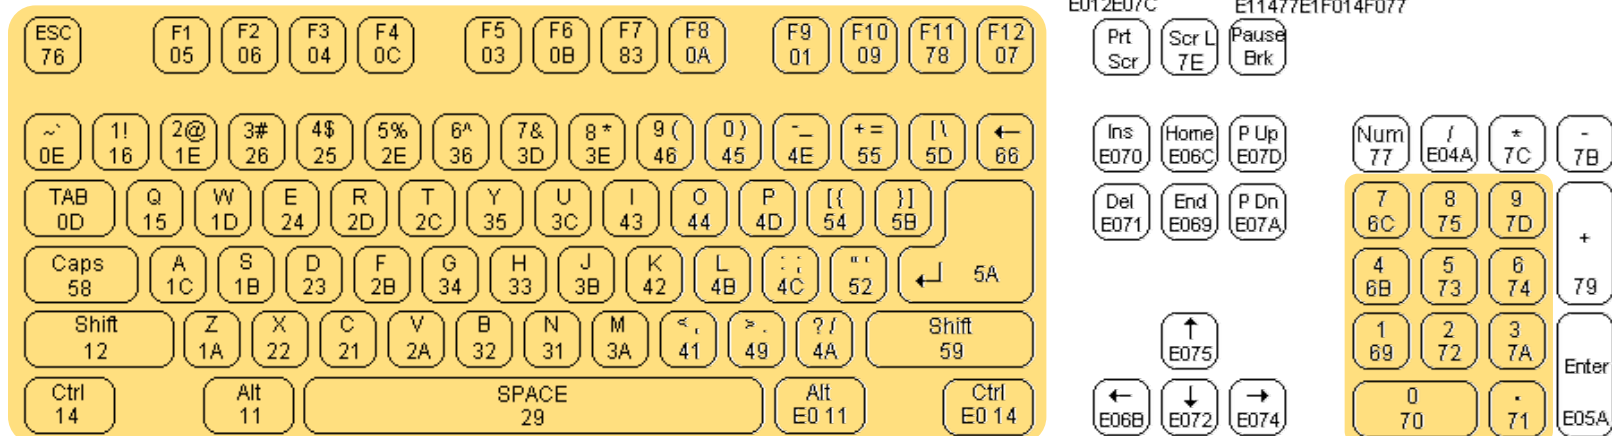 E012E07C E11477E1F014F077
ESC F1 F2 F3 F4 F5 F6 F7 F8 F9 F10 F11 F12 Prt Scr L Pause
76 05 06 04 0C 03 0B 83 0A 01 09 78 07 Scr 7E Brk
~` 1! 2@ 3# 4$ 5% 6^ 7& 8* 9( 0) -_ += |\ ← Ins Home P Up Num / * -
0E 16 1E 26 25 2E 36 3D 3E 46 45 4E 55 5D 66 E070 E06C E07D 77 E04A 7C 7B
TAB Q W E R T Y U I O P [{ }] Del End P Dn 7 8 9
0D 15 1D 24 2D 2C 35 3C 43 44 4D 54 5B E071 E069 E07A 6C 75 7D +
Caps A S D F G H J K L : ; " ' ↵ 5A 4 5 6
58 1C 1B 23 2B 34 33 3B 42 4B 4C 52 6B 73 74 79
Shift Z X C V B N M < , > . ? / Shift ↑ 1 2 3
12 1A 22 21 2A 32 31 3A 41 49 4A 59 E075 69 72 7A Enter
Ctrl Alt SPACE Alt Ctrl ← ↓ → 0 .
14 11 29 E0 11 E0 14 E06B E072 E074 70 71 E05A